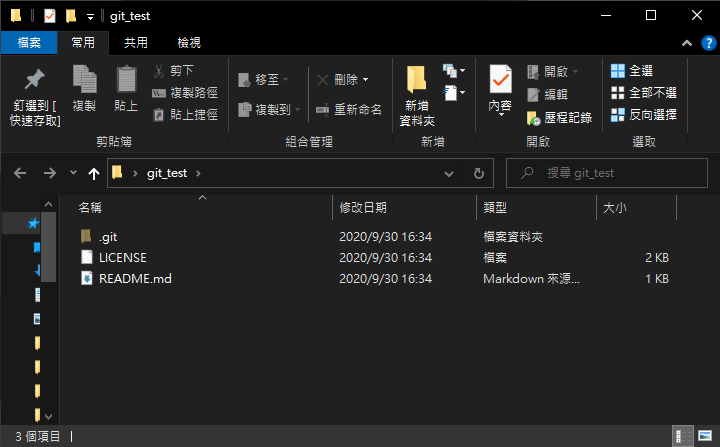 git_test
檔案 常用 共用 檢視
釘選到 [
快速存取]
複製
貼上
剪下
複製路徑
貼上捷徑
剪貼簿
移至
複製到
刪除
重新命名
組合管理
新增
資料夾
新增
內容
開啟
編輯
歷程記錄
開啟
全選
全部不選
反向選擇
選取
git_test
搜尋 git_test
名稱 修改日期 類型 大小
.git 2020/9/30 16:34 檔案資料夾
LICENSE 2020/9/30 16:34 檔案 2 KB
README.md 2020/9/30 16:34 Markdown 來源... 1 KB
3 個項目